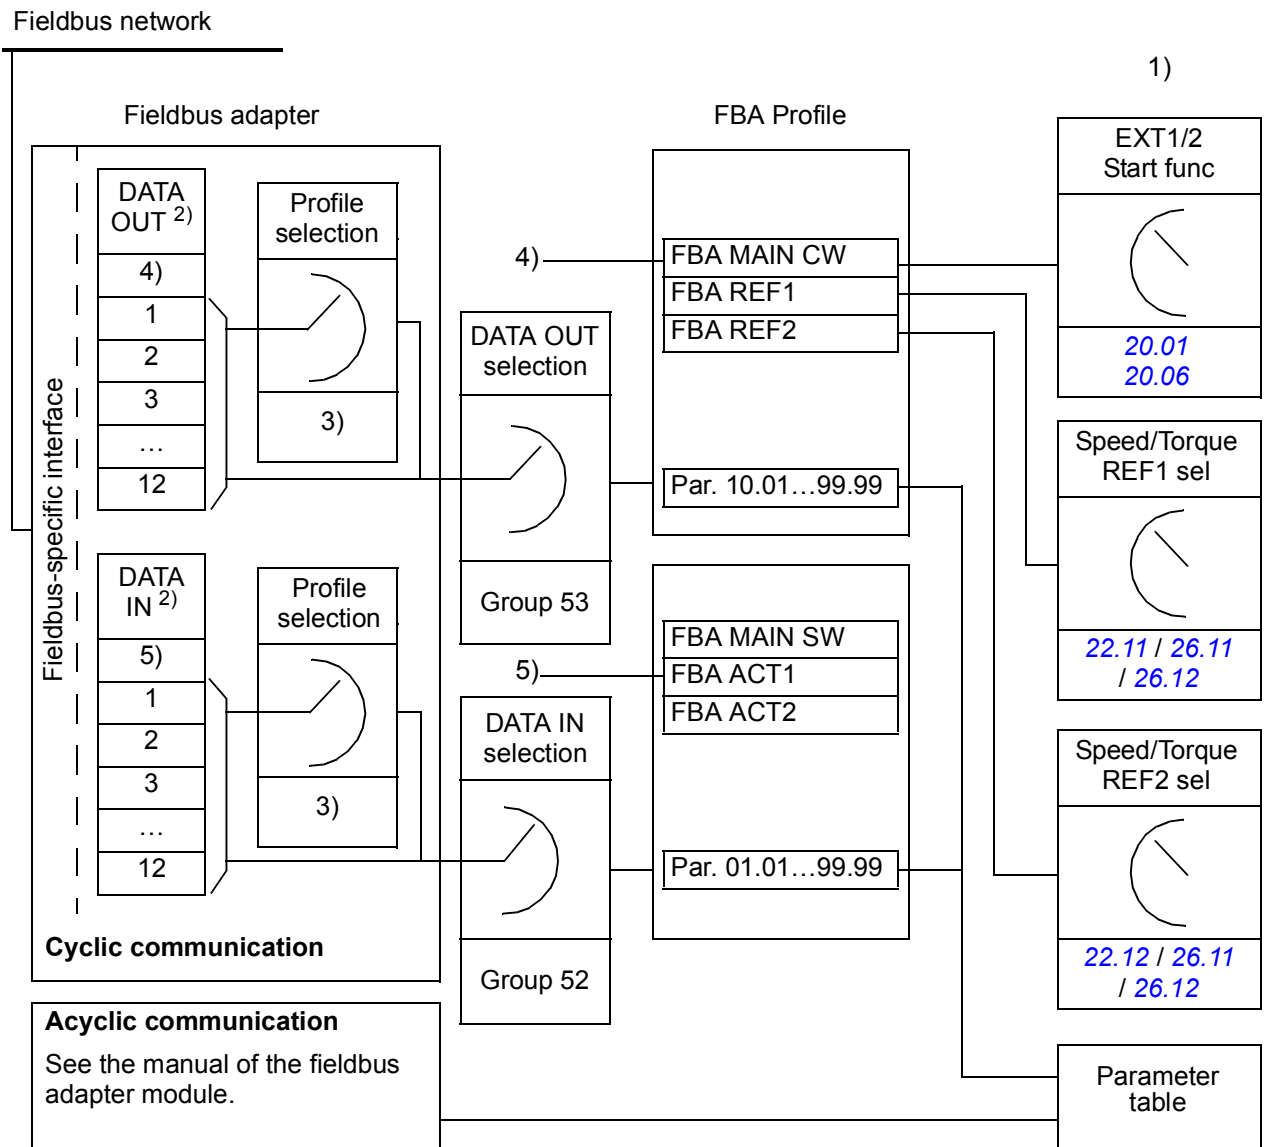 Fieldbus network
1)
Fieldbus adapter
FBA Profile
Fieldbus-specific interface
DATA
OUT 2)
4)
1
2
3
…
12
Profile
selection
3)
DATA
IN 2)
5)
1
2
3
…
12
Profile
selection
3)
Cyclic communication
DATA OUT
selection
Group 53
DATA IN
selection
Group 52
4)
FBA MAIN CW
FBA REF1
FBA REF2
Par. 10.01…99.99
5)
FBA MAIN SW
FBA ACT1
FBA ACT2
Par. 01.01…99.99
EXT1/2
Start func
20.01
20.06
Speed/Torque
REF1 sel
22.11 / 26.11
/ 26.12
Speed/Torque
REF2 sel
22.12 / 26.11
/ 26.12
Acyclic communication
See the manual of the fieldbus
adapter module.
Parameter
table